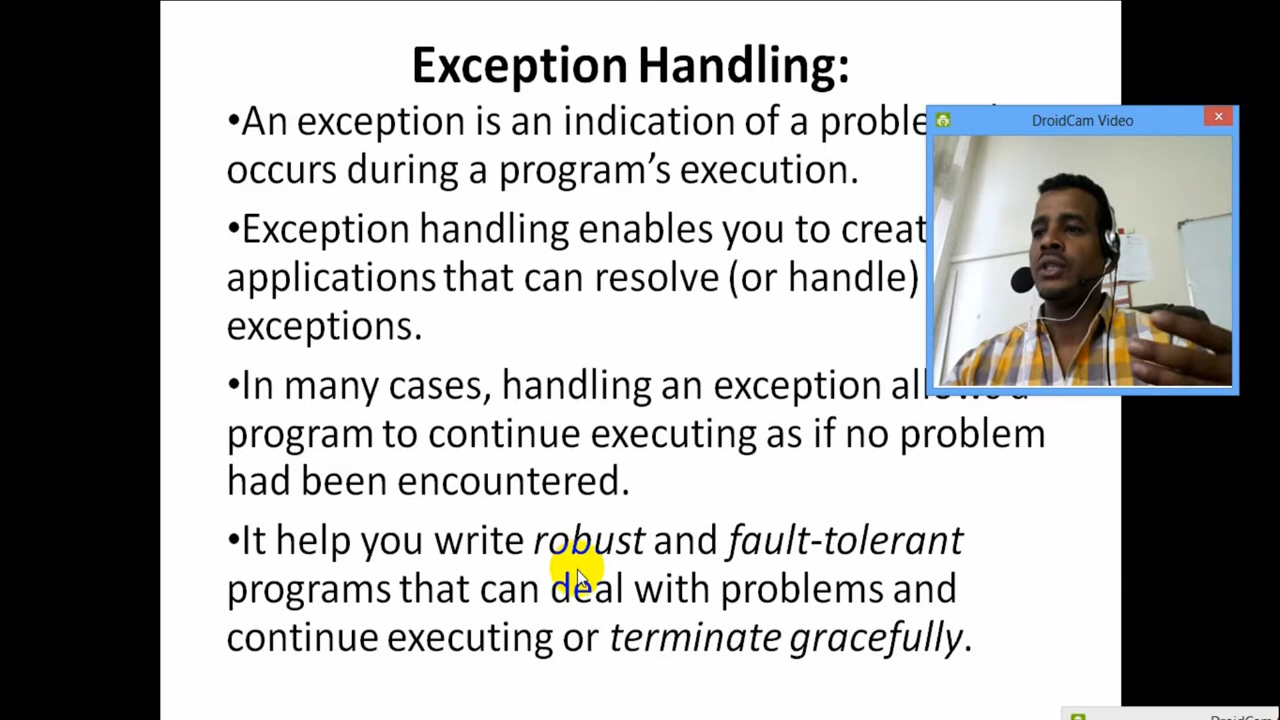 Exception Handling:
•An exception is an indication of a
occurs during a program’s execution.
•Exception handling enables you to
applications that can resolve (or handle)
exceptions.
•In many cases, handling an exception
program to continue executing as if no problem
had been encountered.
•It help you write robust and fault-tolerant
programs that can deal with problems and
continue executing or terminate gracefully.
DroidCam Video